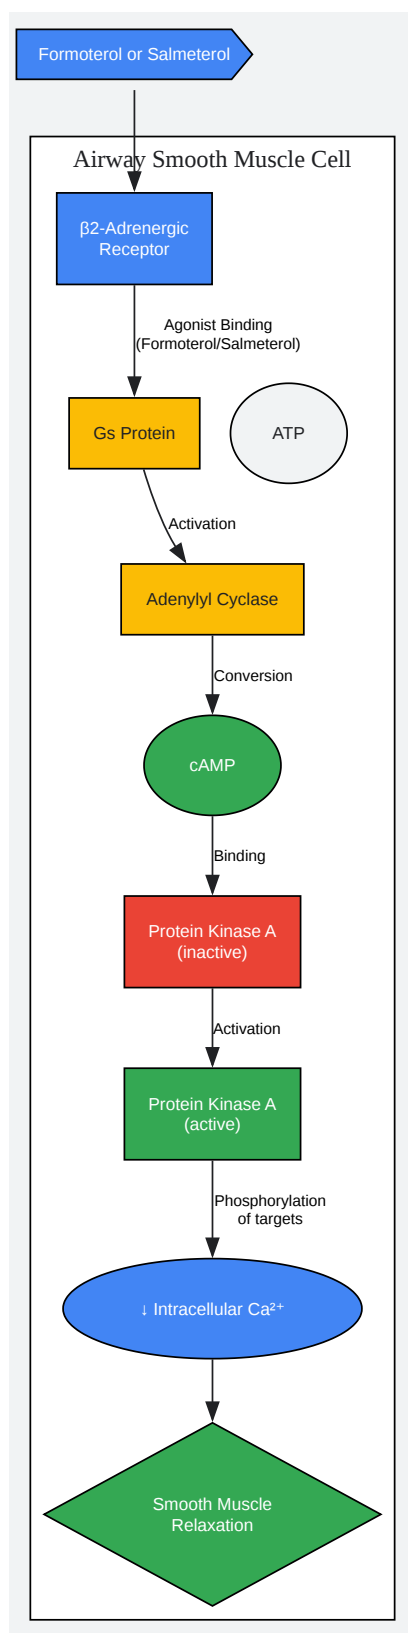 Formoterol or Salmeterol
Airway Smooth Muscle Cell
β2-Adrenergic
Receptor
Agonist Binding
(Formoterol/Salmeterol)
Gs Protein
ATP
Activation
Adenylyl Cyclase
Conversion
cAMP
Binding
Protein Kinase A
(inactive)
Activation
Protein Kinase A
(active)
Phosphorylation
of targets
↓ Intracellular Ca²⁺
Smooth Muscle
Relaxation